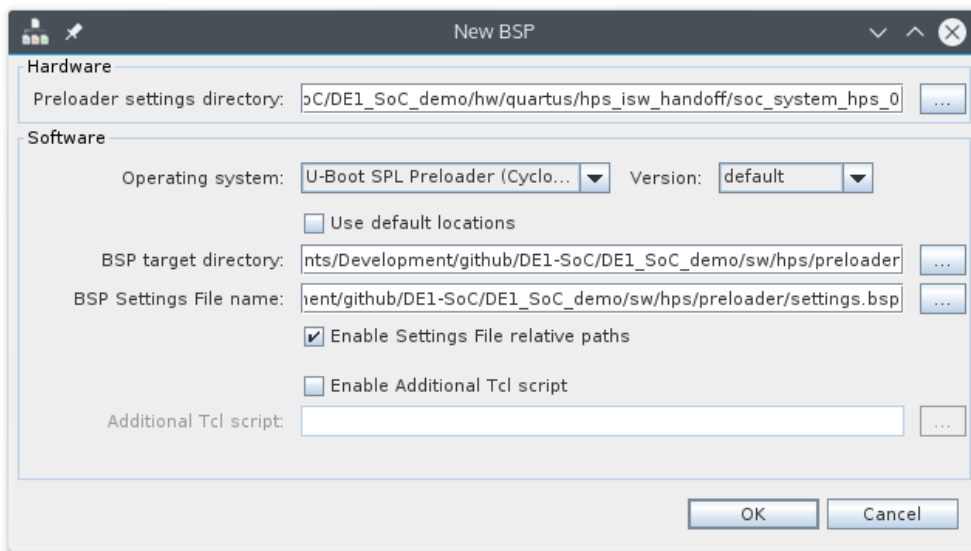 New BSP
Hardware
Preloader settings directory: oC/DE1_SoC_demo/hw/quartus/hps_isw_handoff/soc_system_hps_0 ...
Software
Operating system: U-Boot SPL Preloader (Cyclo... Version: default
Use default locations
BSP target directory: nts/Development/github/DE1-SoC/DE1_SoC_demo/sw/hps/preloader ...
BSP Settings File name: nent/github/DE1-SoC/DE1_SoC_demo/sw/hps/preloader/settings.bsp ...
Enable Settings File relative paths
Enable Additional Tcl script
Additional Tcl script: ...
OK Cancel